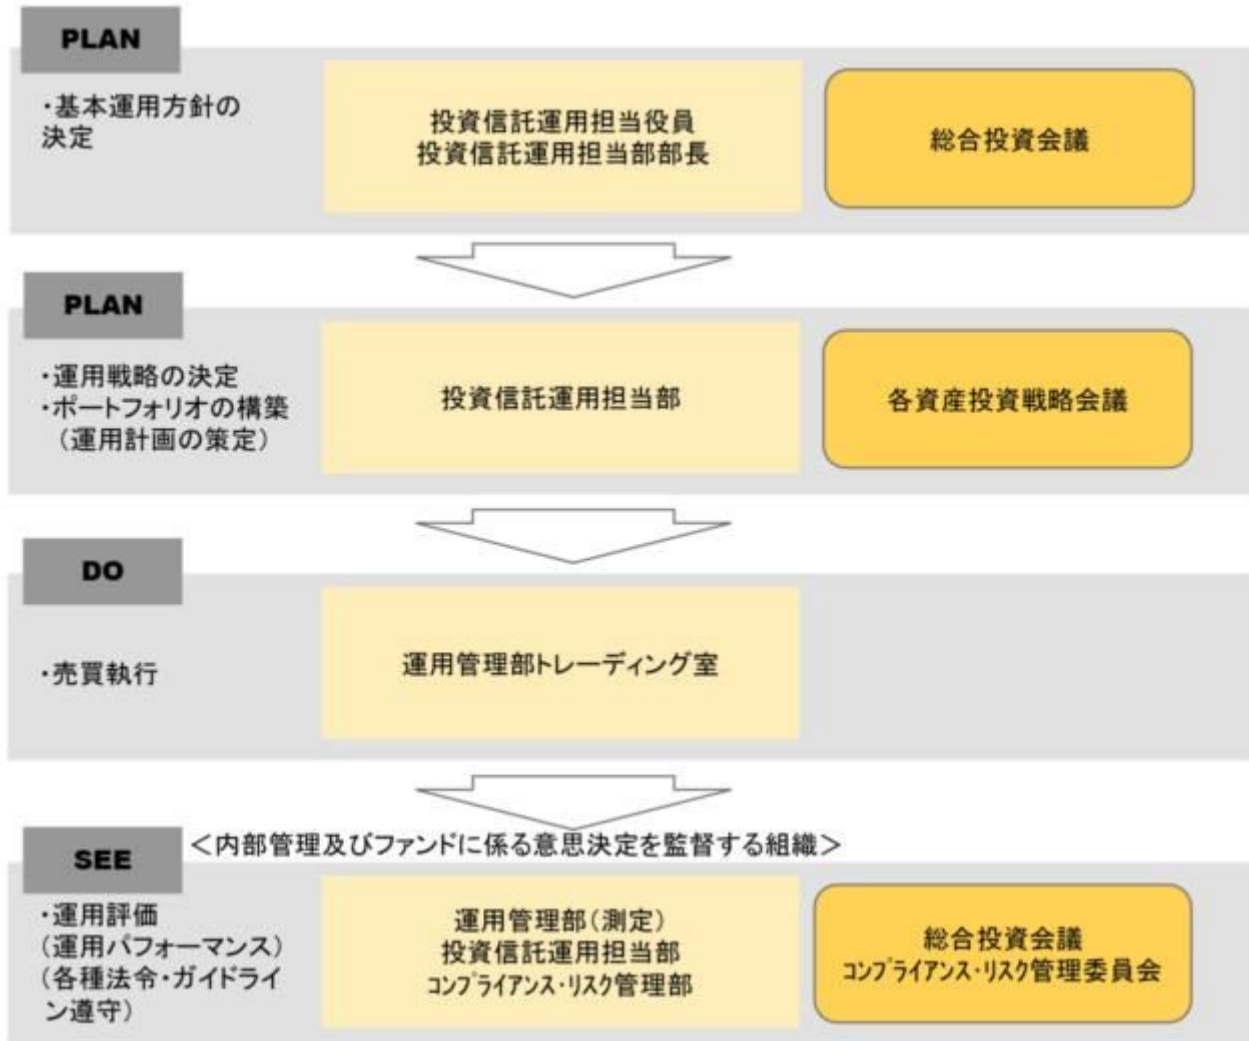 PLAN
・基本運用方針の
決定
投資信託運用担当役員
投資信託運用担当部部長
総合投資会議
PLAN
・運用戦略の決定
・ポートフォリオの構築
（運用計画の策定）
投資信託運用担当部
各資産投資戦略会議
DO
・売買執行
運用管理部トレーディング室
＜内部管理及びファンドに係る意思決定を監督する組織＞
SEE
・運用評価
(運用パフォーマンス)
(各種法令・ガイドライ
ン遵守)
運用管理部(測定)
投資信託運用担当部
ｺﾝﾌﾟﾗｲｱﾝｽ・ﾘｽｸ管理部
総合投資会議
ｺﾝﾌﾟﾗｲｱﾝｽ・ﾘｽｸ管理委員会